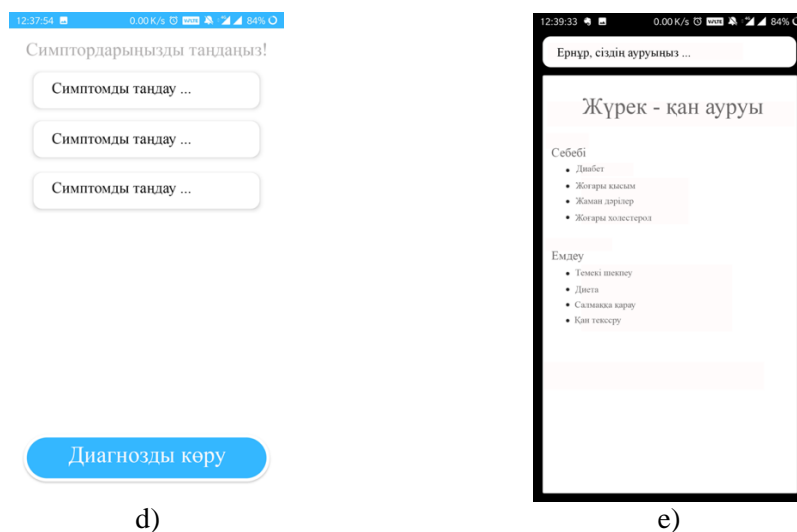 12:37:54 0.00 K/s 84%
Симптордарыңызды таңдаңыз!
Симптомды таңдау ...
Симптомды таңдау ...
Симптомды таңдау ...
Диагнозды көру
d)
12:39:33 0.00 K/s 84%
Ернұр, сіздің ауруыңыз ...
Жүрек - қан ауруы
Себебі
• Диабет
• Жоғары қысым
• Жаман дәрілер
• Жоғары холестерол
Емдеу
• Темекі шекпеу
• Диета
• Салмаққа қарау
• Қан тексеру
e)